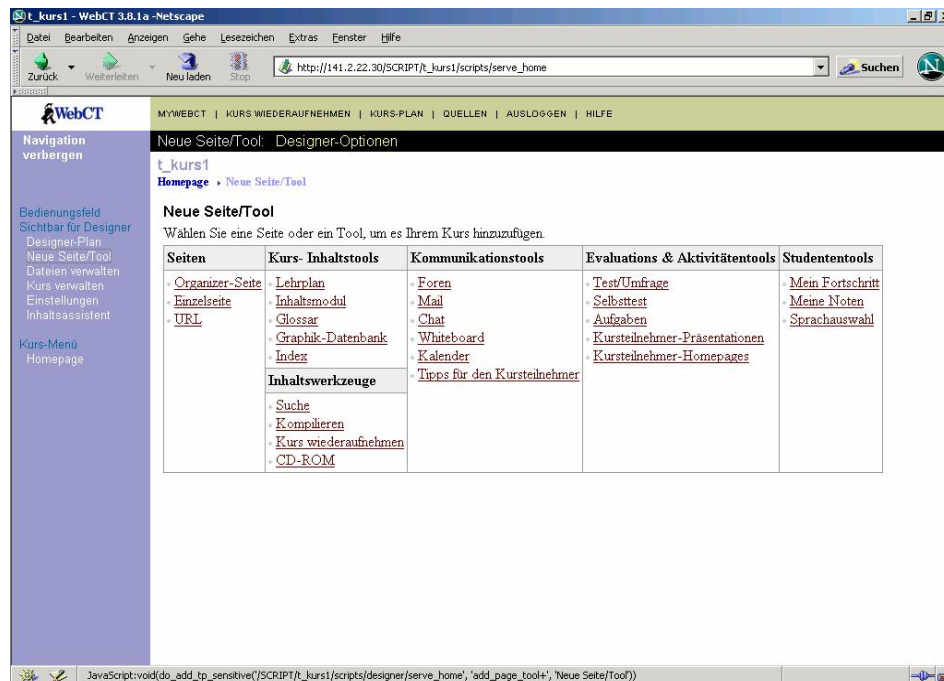 t_kurs1 - WebCT 3.8.1a -Netscape
Datei Bearbeiten Anzeigen Gehe Lesezeichen Extras Fenster Hilfe
Zurück Weiterleiten Neu laden Stop http://141.2.22.30/SCRIPT/t_kurs1/scripts/serve_home Suchen N
WebCT MYWEBCT | KURS WIEDERAUFNEHMEN | KURS-PLAN | QUELLEN | AUSLOGGEN | HILFE
Navigation verbergen
Neue Seite/Tool: Designer-Optionen
t_kurs1
Homepage Neue Seite/Tool
Bedienungsfeld
Sichtbar für Designer
Designer-Plan
Neue Seite/Tool
Dateien verwalten
Kurs verwalten
Einstellungen
Inhaltsassistent
Kurs-Menü
Homepage
Neue Seite/Tool
Wählen Sie eine Seite oder ein Tool, um es Ihrem Kurs hinzuzufügen.
Seiten
Organizer-Seite
Einzelseite
URL
Kurs- Inhaltstools
Lehrplan
Inhaltsmodul
Glossar
Graphik-Datenbank
Index
Inhaltswerkzeuge
Suche
Kompilieren
Kurs wiederaufnehmen
CD-ROM
Kommunikationstools
Foren
Mail
Chat
Whiteboard
Kalender
Tipps für den Kursteilnehmer
Evaluations & Aktivitätentools
Test/Umfrage
Selbsttest
Aufgaben
Kursteilnehmer-Präsentationen
Kursteilnehmer-Homepages
Studententools
Mein Fortschritt
Meine Noten
Sprachauswahl
JavaScript:void(do_add_tp_sensitive('/SCRIPT/t_kurs1/scripts/designer/serve_home', 'add_page_tool+', 'Neue Seite/Tool'))